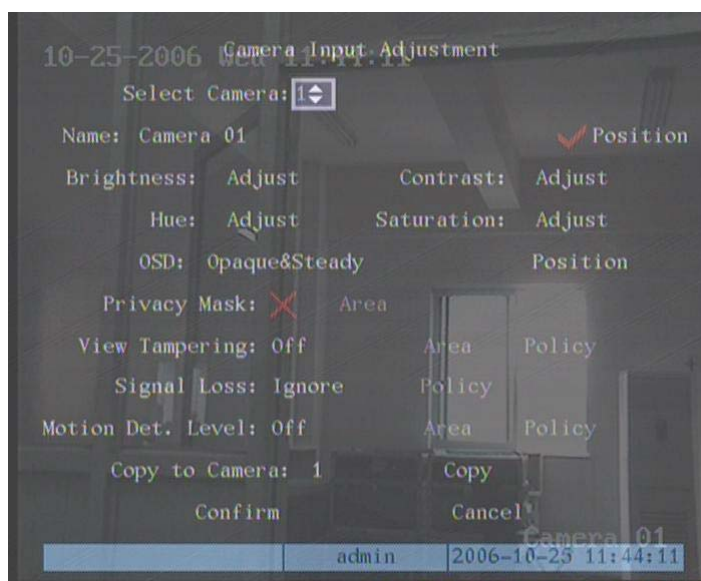 Camera Input Adjustment
10-25-2006 Wed 11:44:11
Select Camera: 1
Name: Camera 01 Position
Brightness: Adjust Contrast: Adjust
Hue: Adjust Saturation: Adjust
OSD: Opaque&Steady Position
Privacy Mask: Area
View Tampering: Off Area Policy
Signal Loss: Ignore Policy
Motion Det. Level: Off Area Policy
Copy to Camera: 1 Copy
Confirm Cancel
Camera 01
admin 2006-10-25 11:44:11